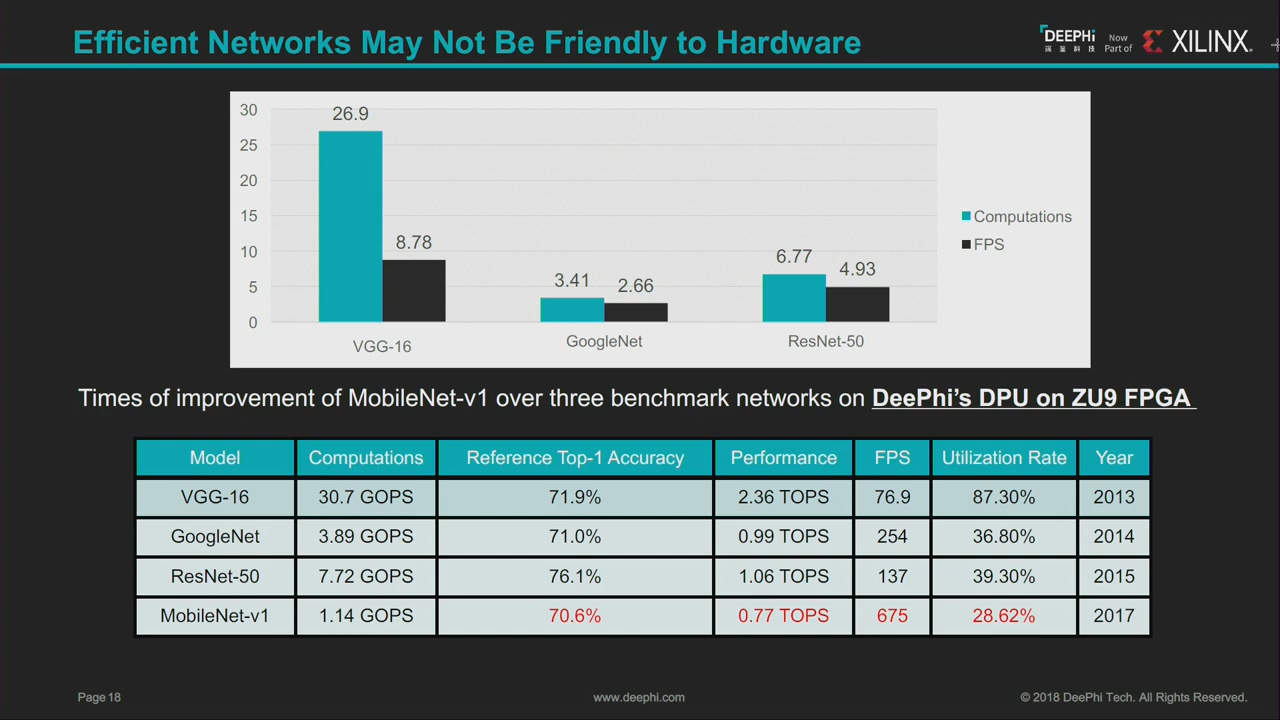 Efficient Networks May Not Be Friendly to Hardware
DEEPHi
深鉴科技
Now
Part of
XILINX
30
25
20
15
10
5
0
26.9
8.78
3.41
2.66
6.77
4.93
VGG-16
GoogleNet
ResNet-50
Computations
FPS
Times of improvement of MobileNet-v1 over three benchmark networks on DeePhi's DPU on ZU9 FPGA
Model Computations Reference Top-1 Accuracy Performance FPS Utilization Rate Year
VGG-16 30.7 GOPS 71.9% 2.36 TOPS 76.9 87.30% 2013
GoogleNet 3.89 GOPS 71.0% 0.99 TOPS 254 36.80% 2014
ResNet-50 7.72 GOPS 76.1% 1.06 TOPS 137 39.30% 2015
MobileNet-v1 1.14 GOPS 70.6% 0.77 TOPS 675 28.62% 2017
Page 18
www.deephi.com
© 2018 DeePhi Tech. All Rights Reserved.